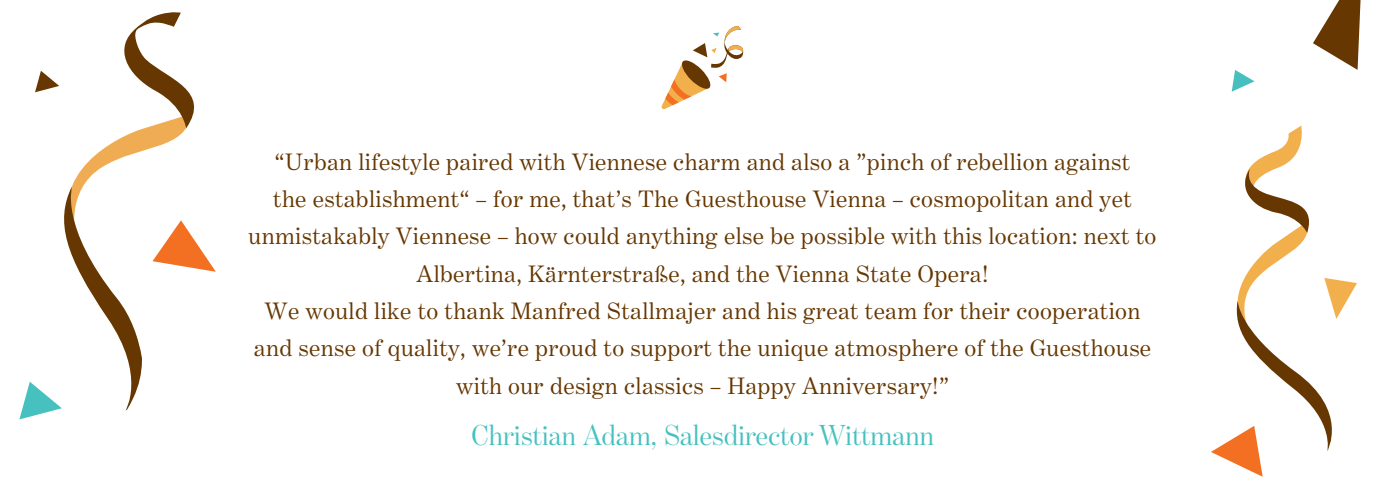 “Urban lifestyle paired with Viennese charm and also a ”pinch of rebellion against
the establishment“ – for me, that’s The Guesthouse Vienna – cosmopolitan and yet
unmistakably Viennese – how could anything else be possible with this location: next to
Albertina, Kärnterstraße, and the Vienna State Opera!
We would like to thank Manfred Stallmajer and his great team for their cooperation
and sense of quality, we’re proud to support the unique atmosphere of the Guesthouse
with our design classics – Happy Anniversary!”
Christian Adam, Salesdirector Wittmann